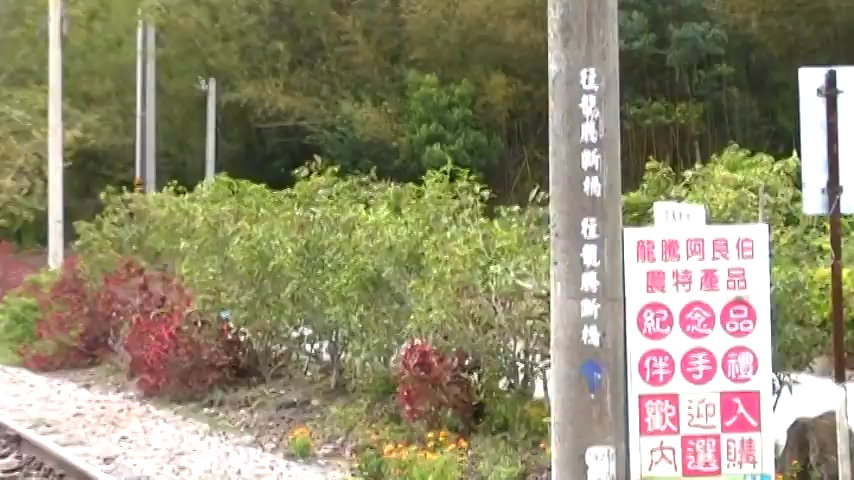 往龍騰斷橋
往龍騰斷橋
龍騰阿良伯
農特產品
紀念品
伴手禮
歡迎入
內選購